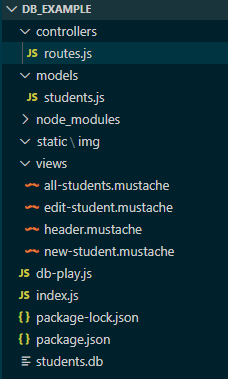 DB_EXAMPLE
controllers
JS routes.js
models
JS students.js
node_modules
static \ img
views
all-students.mustache
edit-student.mustache
header.mustache
new-student.mustache
JS db-play.js
JS index.js
{} package-lock.json
{} package.json
students.db